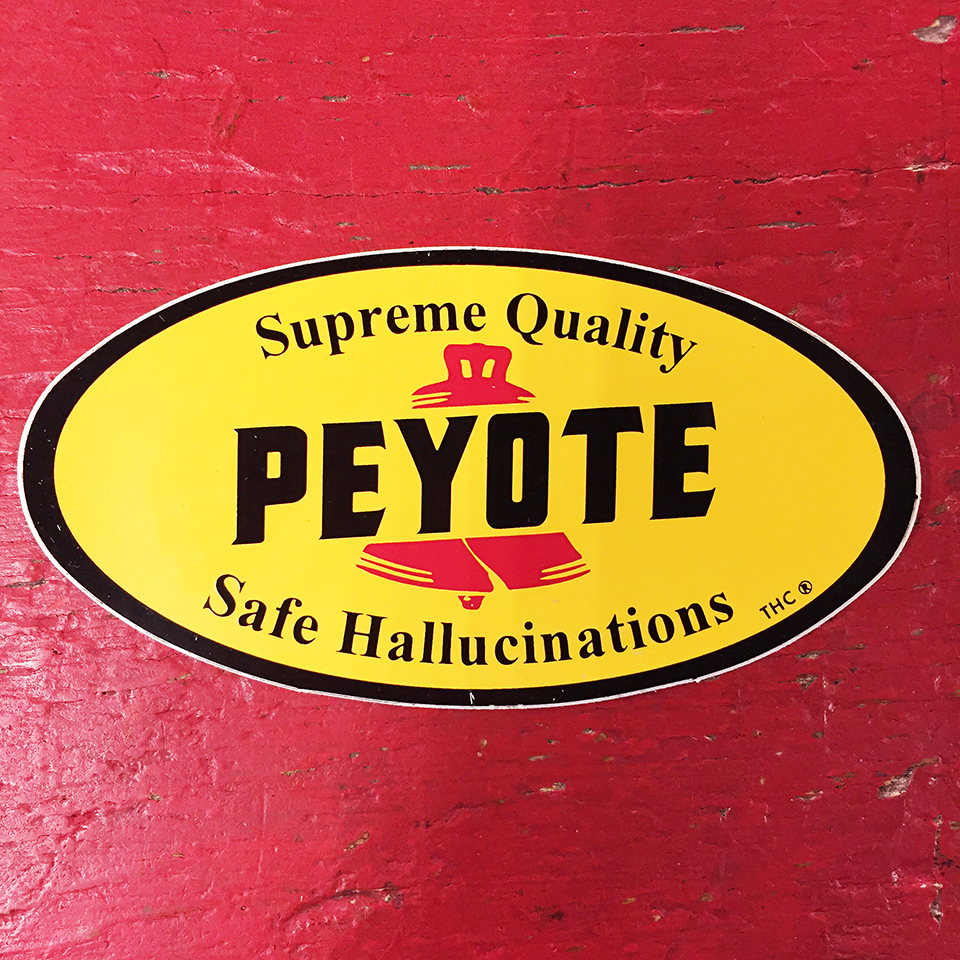 Supreme Quality
PEYOTE
Safe Hallucinations
THC ®